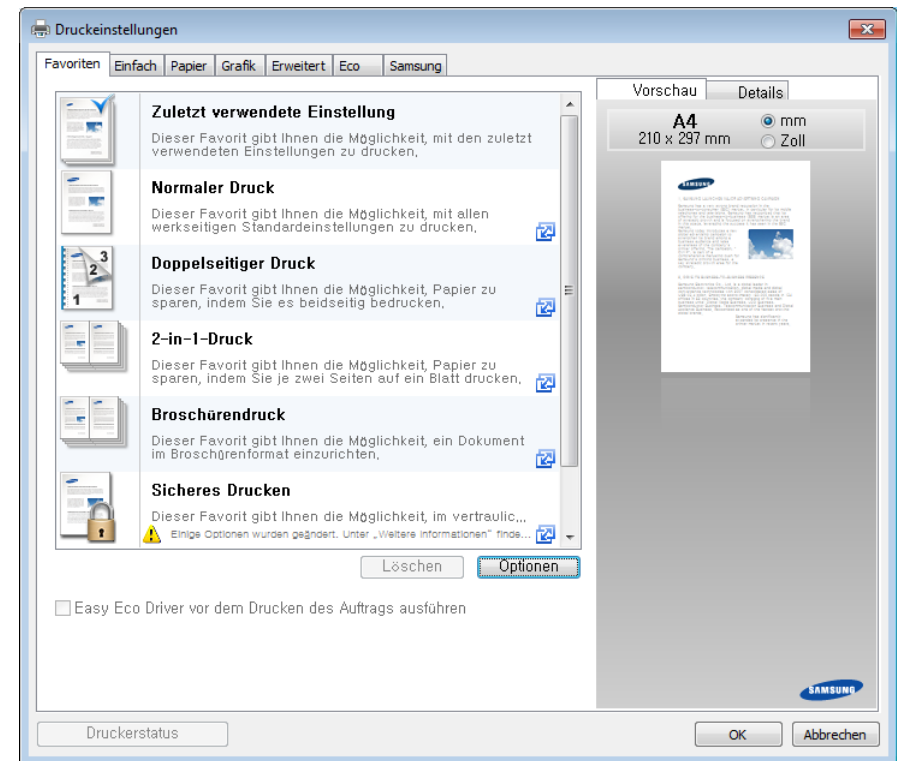 Druckeinstellungen
Favoriten Einfach Papier Grafik Erweitert Eco Samsung
Zuletzt verwendete Einstellung
Dieser Favorit gibt Ihnen die Möglichkeit, mit den zuletzt
verwendeten Einstellungen zu drucken.
Normaler Druck
Dieser Favorit gibt Ihnen die Möglichkeit, mit allen
werkseitigen Standardeinstellungen zu drucken.
Doppelseitiger Druck
Dieser Favorit gibt Ihnen die Möglichkeit, Papier zu
sparen, indem Sie es beidseitig bedrucken.
1 2 3
2-in-1-Druck
Dieser Favorit gibt Ihnen die Möglichkeit, Papier zu
sparen, indem Sie je zwei Seiten auf ein Blatt drucken.
Broschürendruck
Dieser Favorit gibt Ihnen die Möglichkeit, ein Dokument
im Broschürenformat einzurichten.
Sicheres Drucken
Dieser Favorit gibt Ihnen die Möglichkeit, im vertraulic...
Einige Optionen wurden geändert. Unter „Weitere Informationen" finde...
Löschen Optionen
Easy Eco Driver vor dem Drucken des Auftrags ausführen
Vorschau Details
A4
210 x 297 mm
mm
Zoll
SAMSUNG
SAMSUNG
Druckerstatus
OK Abbrechen